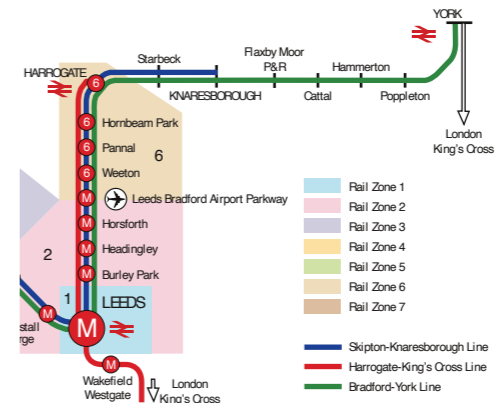 YORK
Flaxby Moor
P&R
Starbeck
Hammerton
HARROGATE
6
KNARESBOROUGH
Cattal
Poppleton
6
Hornbeam Park
London
King's Cross
6
Pannal
6
6
Weeton
M
Leeds Bradford Airport Parkway
M
Horsforth
2
M
Headingley
M
Burley Park
1
LEEDS
M
stall
rge
M
M
Wakefield
Westgate
London
King's Cross
Rail Zone 1
Rail Zone 2
Rail Zone 3
Rail Zone 4
Rail Zone 5
Rail Zone 6
Rail Zone 7
Skipton-Knaresborough Line
Harrogate-King's Cross Line
Bradford-York Line